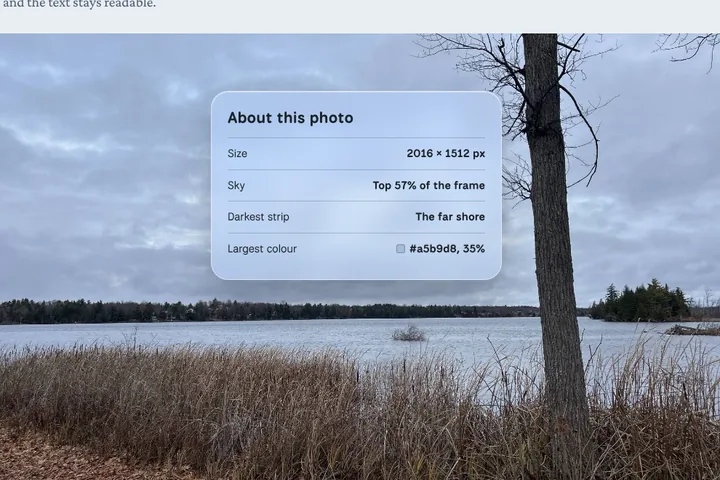 and the text stays readable.
About this photo
Size 2016 × 1512 px
Sky Top 57% of the frame
Darkest strip The far shore
Largest colour #a5b9d8, 35%